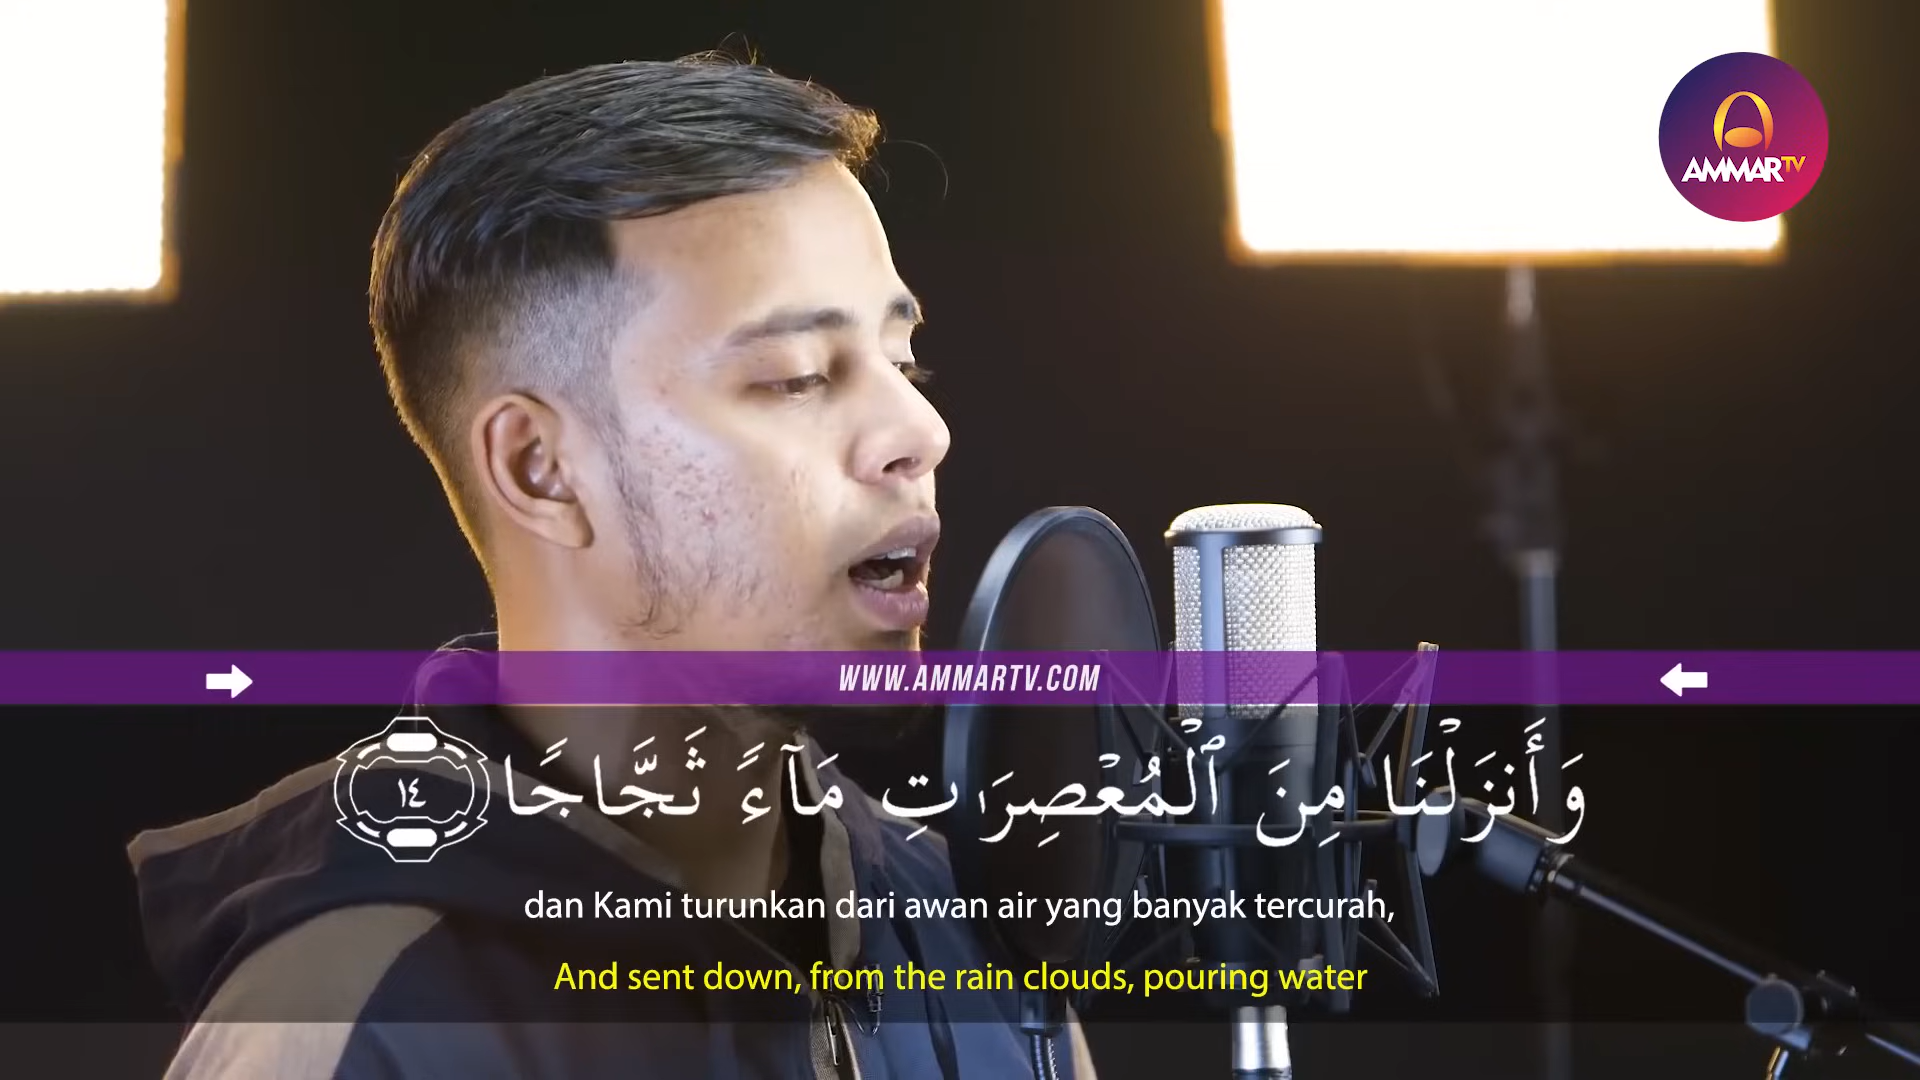 AMMARTV
WWW.AMMARTV.COM
وَأَنزَلْنَا مِنَ ٱلْمُعْصِرَٰتِ مَآءً ثَجَّاجًا ١٤
dan Kami turunkan dari awan air yang banyak tercurah,
And sent down, from the rain clouds, pouring water